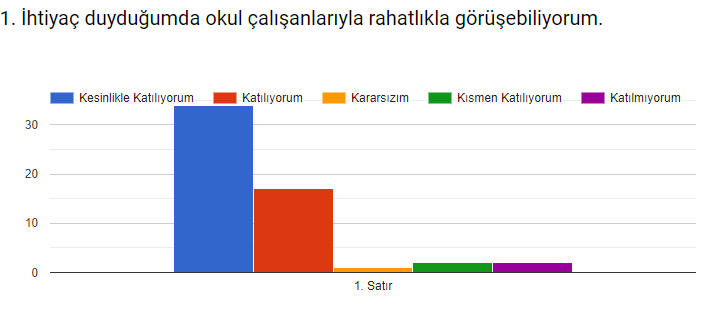 1. İhtiyaç duyduğumda okul çalışanlarıyla rahatlıkla görüşebiliyorum.
Kesinlikle Katılıyorum Katılıyorum Kararsızım Kısmen Katılıyorum Katılmıyorum
30
20
10
0
1. Satır